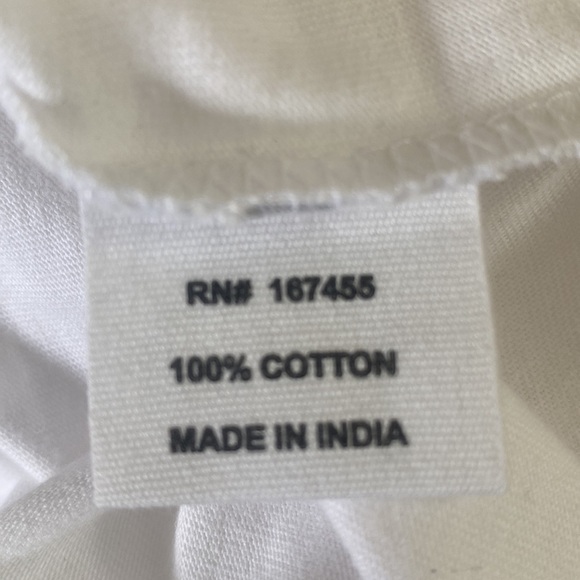 RN# 167455
100% COTTON
MADE IN INDIA